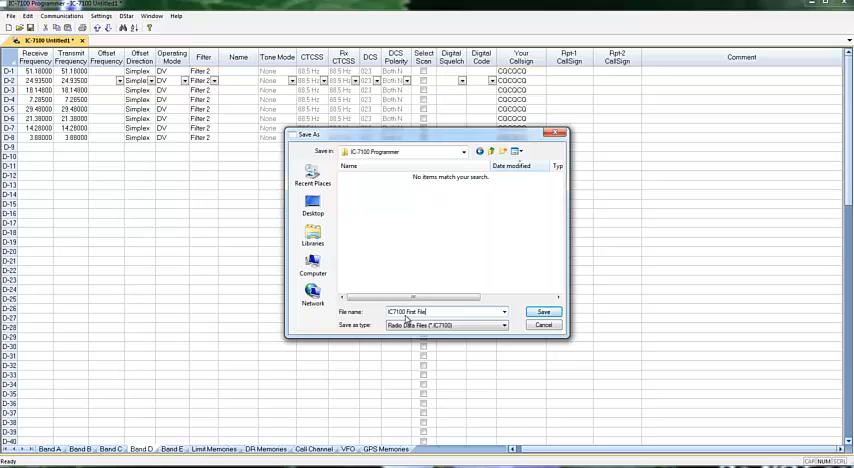 IC-7100 Programmer - IC-7100 Untitled1 *
File Edit Communications Settings DStar Window Help
IC-7100 Untitled1 *
Receive Frequency Transmit Frequency Offset Frequency Offset Direction Operating Mode Filter Name Tone Mode CTCSS Rx CTCSS DCS DCS Polarity Select Scan Digital Squelch Digital Code Your Callsign Rpt-1 CallSign Rpt-2 CallSign Comment
D-1 51.18000 51.18000 Simplex DV Filter 2 None 88.5 Hz 88.5 Hz 023 Both N CQCQCQ
D-2 24.93500 24.93500 Simplex DV Filter 2 None 88.5 Hz 88.5 Hz 023 Both N CQCQCQ
D-3 18.14800 18.14800 Simplex DV Filter 2 None 88.5 Hz 88.5 Hz 023 Both N CQCQCQ
D-4 7.28500 7.28500 Simplex DV Filter 2 None 88.5 Hz 88.5 Hz 023 Both N CQCQCQ
D-5 29.48000 29.48000 Simplex DV Filter 2 None 88.5 Hz 88.5 Hz 023 Both N CQCQCQ
D-6 21.38000 21.38000 Simplex DV Filter 2 None 88.5 Hz 88.5 Hz 023 Both N CQCQCQ
D-7 14.28000 14.28000 Simplex DV Filter 2 CQCQCQ
D-8 3.88000 3.88000 Simplex DV Filter 2 CQCQCQ
D-9
D-10
D-11
D-12
D-13
D-14
D-15
D-16
D-17
D-18
D-19
D-20
D-21
D-22
D-23
D-24
D-25
D-26
D-27
D-28
D-29
D-30
D-31
D-32
D-33
D-34
D-35
D-36
D-37
D-38
D-39
D-40
Save As
Save in: IC-7100 Programmer
Name Date modified Typ
No items match your search.
Recent Places
Desktop
Libraries
Computer
Network
File name: IC7100 First File Save
Save as type: Radio Data Files (*.IC7100) Cancel
Band A Band B Band C Band D Band E Limit Memories DR Memories Call Channel VFO GPS Memories
Ready CAP NUM SCRL